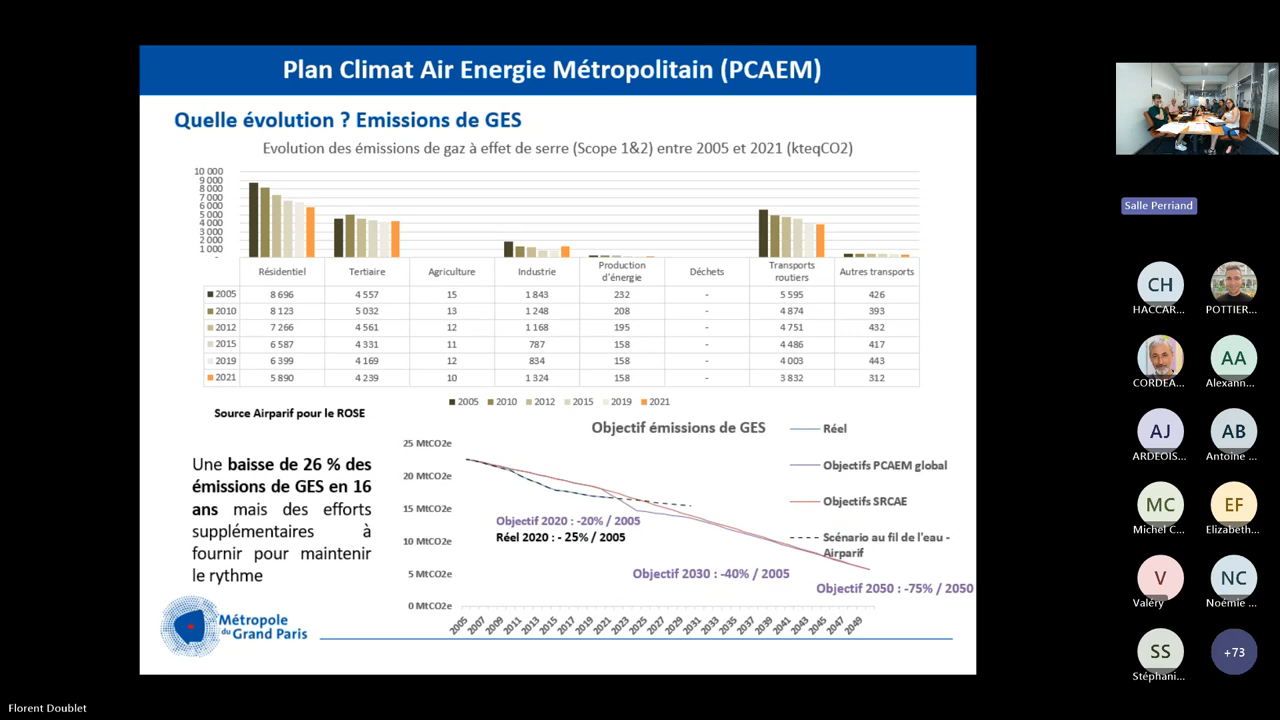 Plan Climat Air Energie Métropolitain (PCAEM)
Quelle évolution ? Emissions de GES
Evolution des émissions de gaz à effet de serre (Scope 1&2) entre 2005 et 2021 (kteqCO2)
10 000
9 000
8 000
7 000
6 000
5 000
4 000
3 000
2 000
1 000
-
Résidentiel Tertiaire Agriculture Industrie Production d'énergie Déchets Transports routiers Autres transports
2005 8 696 4 557 15 1 843 232 - 5 595 426
2010 8 123 5 032 13 1 248 208 - 4 874 393
2012 7 266 4 561 12 1 168 195 - 4 751 432
2015 6 587 4 331 11 787 158 - 4 486 417
2019 6 399 4 169 12 834 158 - 4 003 443
2021 5 890 4 239 10 1 324 158 - 3 832 312
2005 2010 2012 2015 2019 2021
Source Airparif pour le ROSE
Une baisse de 26 % des
émissions de GES en 16
ans mais des efforts
supplémentaires à
fournir pour maintenir
le rythme
Objectif émissions de GES
25 MtCO2e
20 MtCO2e
15 MtCO2e
10 MtCO2e
5 MtCO2e
0 MtCO2e
Réel
Objectifs PCAEM global
Objectifs SRCAE
Scénario au fil de l'eau -
Airparif
Objectif 2020 : -20% / 2005
Réel 2020 : - 25% / 2005
Objectif 2030 : -40% / 2005
Objectif 2050 : -75% / 2050
2005 2007 2009 2011 2013 2015 2017 2019 2021 2023 2025 2027 2029 2031 2033 2035 2037 2039 2041 2043 2045 2047 2049
Métropole
du Grand Paris
Salle Perriand
CH
HACCAR...
POTTIER...
CORDEA...
AA
Alexann...
AJ
ARDEOIS...
AB
Antoine ...
MC
Michel C...
EF
Elizabeth...
V
Valéry
NC
Noémie ...
SS
Stéphani...
+73
Florent Doublet